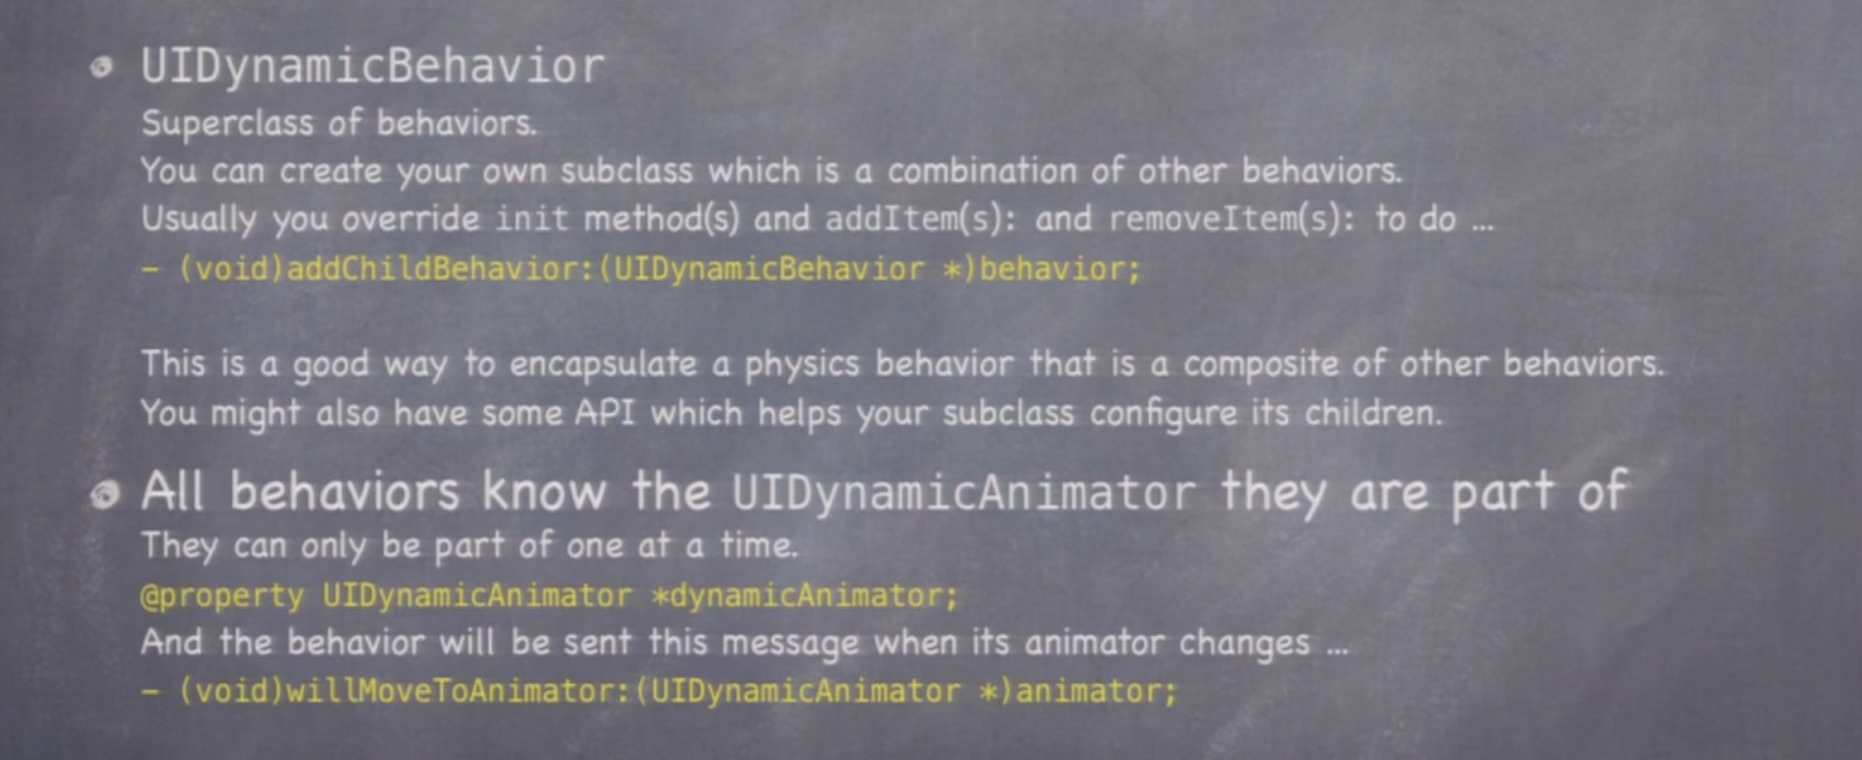 UIDynamicBehavior
Superclass of behaviors.
You can create your own subclass which is a combination of other behaviors.
Usually you override init method(s) and addItem(s): and removeItem(s): to do ...
- (void)addChildBehavior:(UIDynamicBehavior *)behavior;
This is a good way to encapsulate a physics behavior that is a composite of other behaviors.
You might also have some API which helps your subclass configure its children.
All behaviors know the UIDynamicAnimator they are part of
They can only be part of one at a time.
@property UIDynamicAnimator *dynamicAnimator;
And the behavior will be sent this message when its animator changes ...
- (void)willMoveToAnimator:(UIDynamicAnimator *)animator;